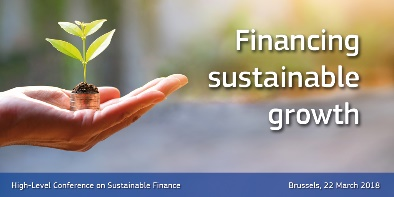 Financing
sustainable
growth
High-Level Conference on Sustainable Finance
Brussels, 22 March 2018